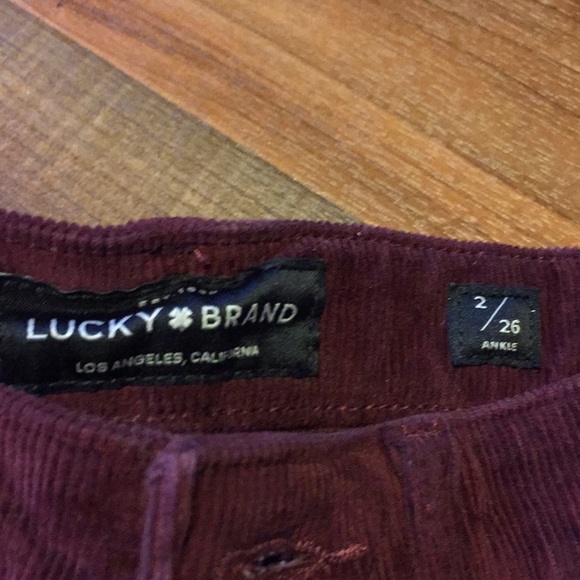 LUCKY BRAND
LOS ANGELES, CALIFORNIA
2/26
ANKLE